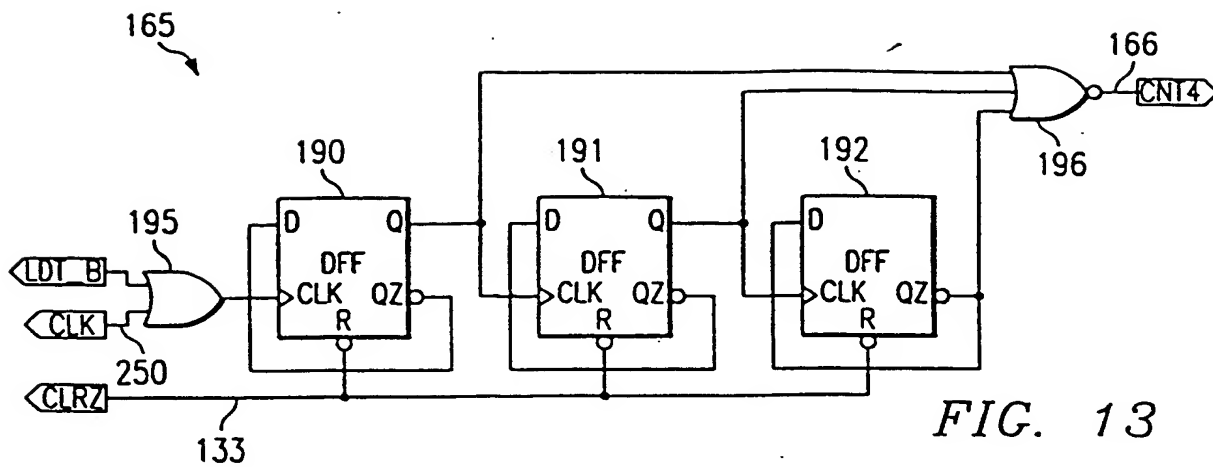 165
166
CNT4
196
190
191
192
195
D Q
D Q
D
DFF
DFF
DFF
LDT_B
CLK QZ
CLK QZ
CLK QZ
R
R
R
CLK
250
CLRZ
133
FIG. 13